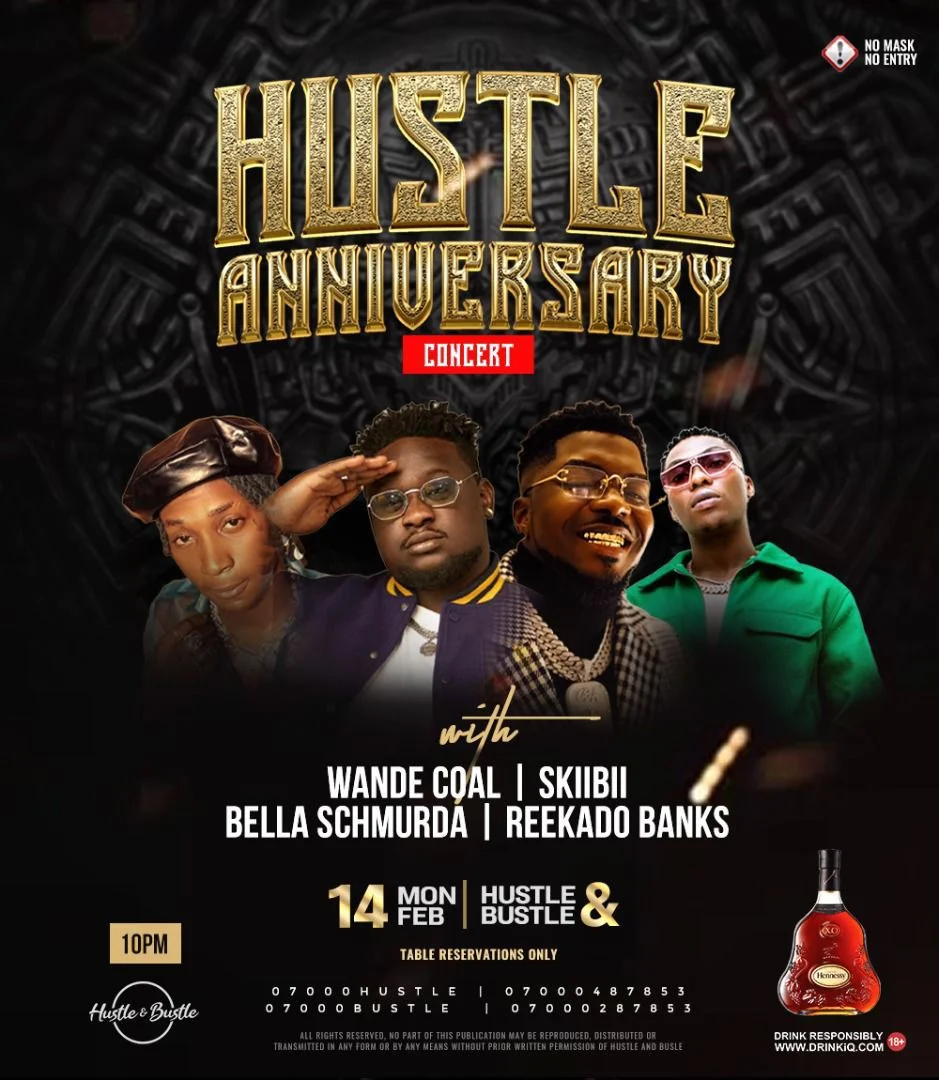 NO MASK
NO ENTRY
HUSTLE
ANNIVERSARY
CONCERT
with
WANDE COAL | SKIIBII
BELLA SCHMURDA | REEKADO BANKS
14 MON FEB | HUSTLE & BUSTLE
TABLE RESERVATIONS ONLY
10PM
07000HUSTLE | 07000487853
07000BUSTLE | 07000287853
Hustle & Bustle
XO
Hennessy
ALL RIGHTS RESERVED, NO PART OF THIS PUBLICATION MAY BE REPRODUCED, DISTRIBUTED OR
TRANSMITTED IN ANY FORM OR BY ANY MEANS WITHOUT PRIOR WRITTEN PERMISSION OF HUSTLE AND BUSLE
DRINK RESPONSIBLY
WWW.DRINKiQ.COM 18+